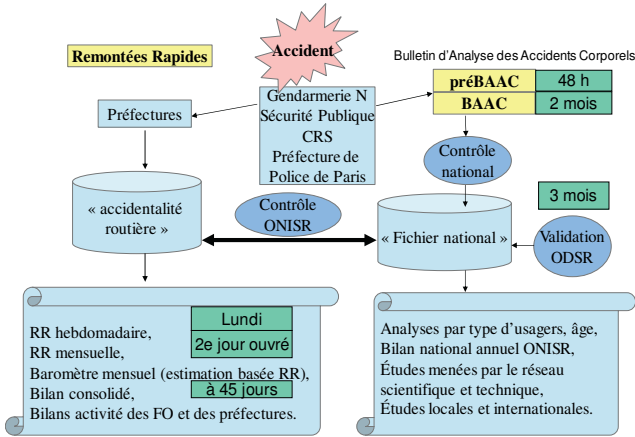 Accident
Bulletin d'Analyse des Accidents Corporels
Remontées Rapides
préBAAC
48 h
BAAC
2 mois
Gendarmerie N
Sécurité Publique
CRS
Préfecture de
Police de Paris
Préfectures
Contrôle
national
« accidentalité
routière »
Contrôle
ONISR
3 mois
« Fichier national »
Validation
ODSR
Lundi
RR hebdomadaire,
2e jour ouvré
RR mensuelle,
Baromètre mensuel (estimation basée RR),
Bilan consolidé,
à 45 jours
Bilans activité des FO et des préfectures.
Analyses par type d'usagers, âge,
Bilan national annuel ONISR,
Études menées par le réseau
scientifique et technique,
Études locales et internationales.